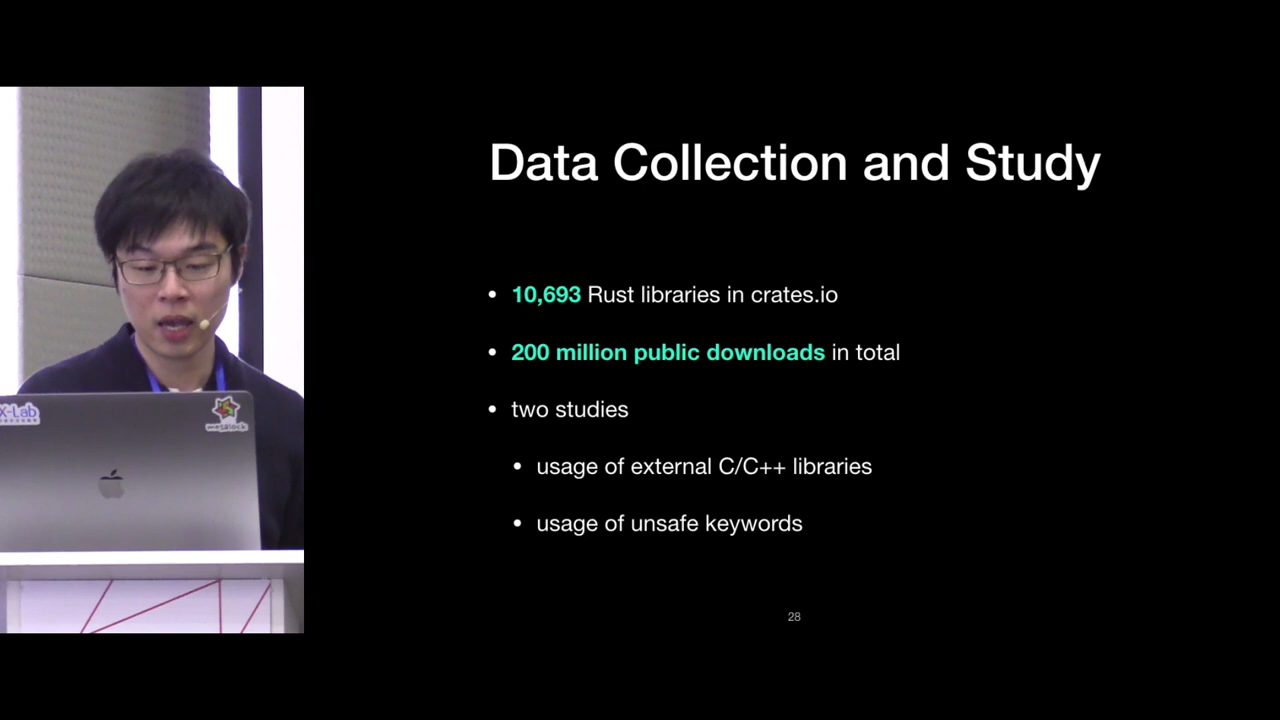 Data Collection and Study
• 10,693 Rust libraries in crates.io
• 200 million public downloads in total
• two studies
• usage of external C/C++ libraries
• usage of unsafe keywords
28
X-Lab
mesalock